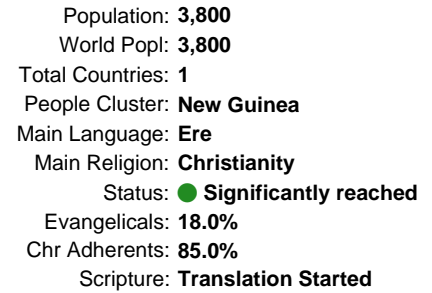 Population: 3,800
World Popl: 3,800
Total Countries: 1
People Cluster: New Guinea
Main Language: Ere
Main Religion: Christianity
Status: Significantly reached
Evangelicals: 18.0%
Chr Adherents: 85.0%
Scripture: Translation Started